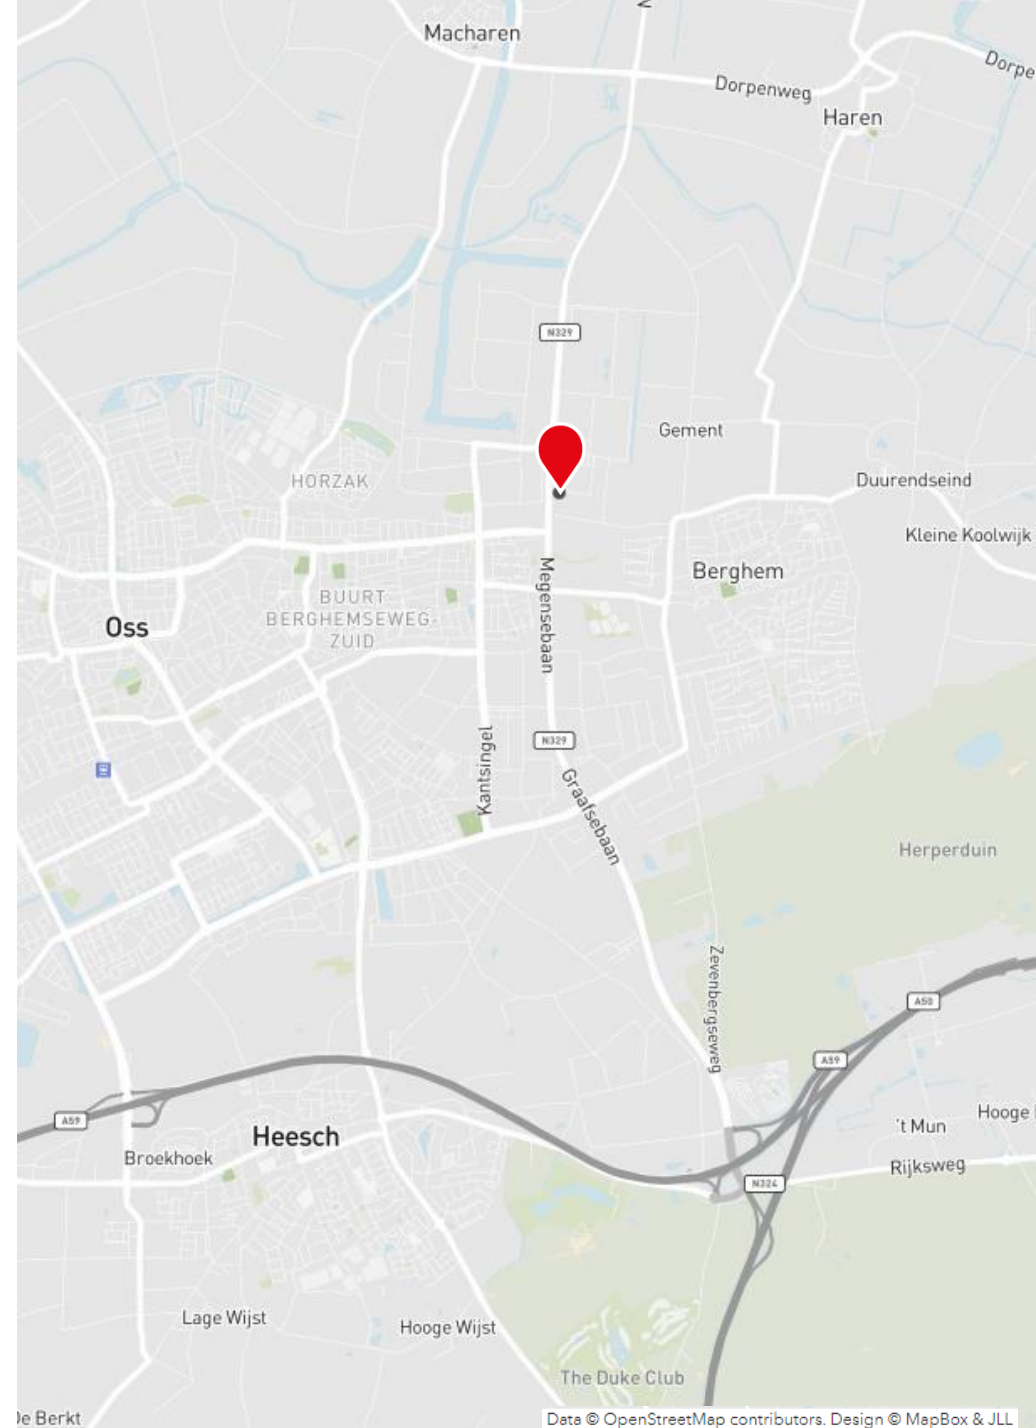 Macharen
Dorpenweg
Dorpe
Haren
N329
Gement
HORZAK
Duurendseind
Kleine Koolwijk
Berghem
BUURT
BERGHEMSEWEG-
ZUID
Oss
Megensebaan
N329
Kantsingel
Graafsebaan
Herperduin
Zevenbergseweg
A50
A59
A59
Hooge
't Mun
Heesch
Broekhoek
Rijksweg
N324
Lage Wijst
Hooge Wijst
The Duke Club
De Berkt
Data © OpenStreetMap contributors. Design © MapBox & JLL